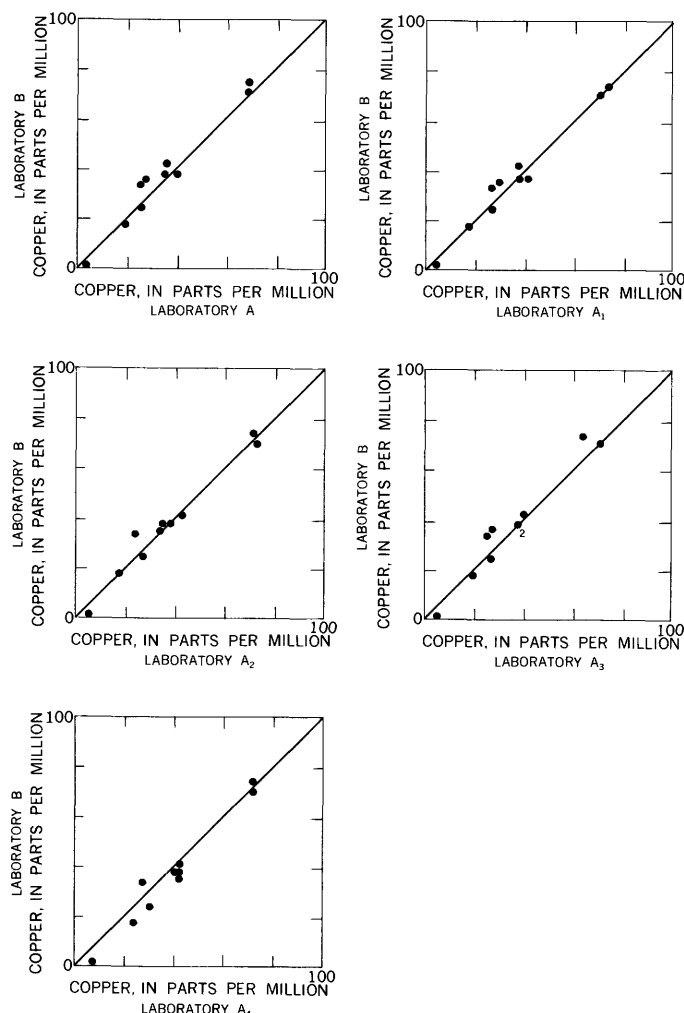 100
LABORATORY B
COPPER, IN PARTS PER MILLION
0
100
COPPER, IN PARTS PER MILLION
LABORATORY A
100
LABORATORY B
COPPER, IN PARTS PER MILLION
0
100
COPPER, IN PARTS PER MILLION
LABORATORY A₁
100
LABORATORY B
COPPER, IN PARTS PER MILLION
0
100
COPPER, IN PARTS PER MILLION
LABORATORY A₂
100
LABORATORY B
COPPER, IN PARTS PER MILLION
2
0
100
COPPER, IN PARTS PER MILLION
LABORATORY A₃
100
LABORATORY B
COPPER, IN PARTS PER MILLION
0
100
COPPER, IN PARTS PER MILLION
LABORATORY